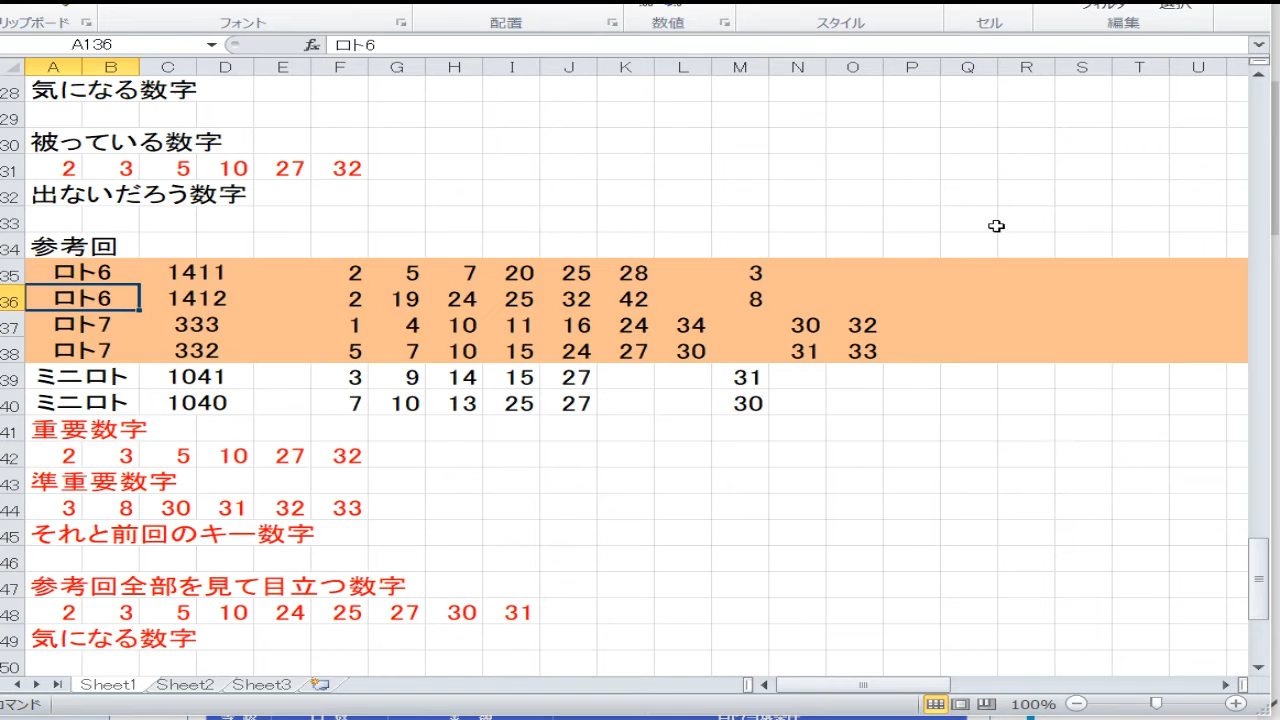 リップボード フォント 配置 数値 スタイル セル 編集
A136 fx ロト6
A B C D E F G H I J K L M N O P Q R S T U
28 気になる数字
29
30 被っている数字
31 2 3 5 10 27 32
32 出ないだろう数字
33
34 参考回
35 ロト6 1411 2 5 7 20 25 28 3
36 ロト6 1412 2 19 24 25 32 42 8
37 ロト7 333 1 4 10 11 16 24 34 30 32
38 ロト7 332 5 7 10 15 24 27 30 31 33
39 ミニロト 1041 3 9 14 15 27 31
40 ミニロト 1040 7 10 13 25 27 30
41 重要数字
42 2 3 5 10 27 32
43 準重要数字
44 3 8 30 31 32 33
45 それと前回のキー数字
46
47 参考回全部を見て目立つ数字
48 2 3 5 10 24 25 27 30 31
49 気になる数字
50
Sheet1 Sheet2 Sheet3
コマンド 100%